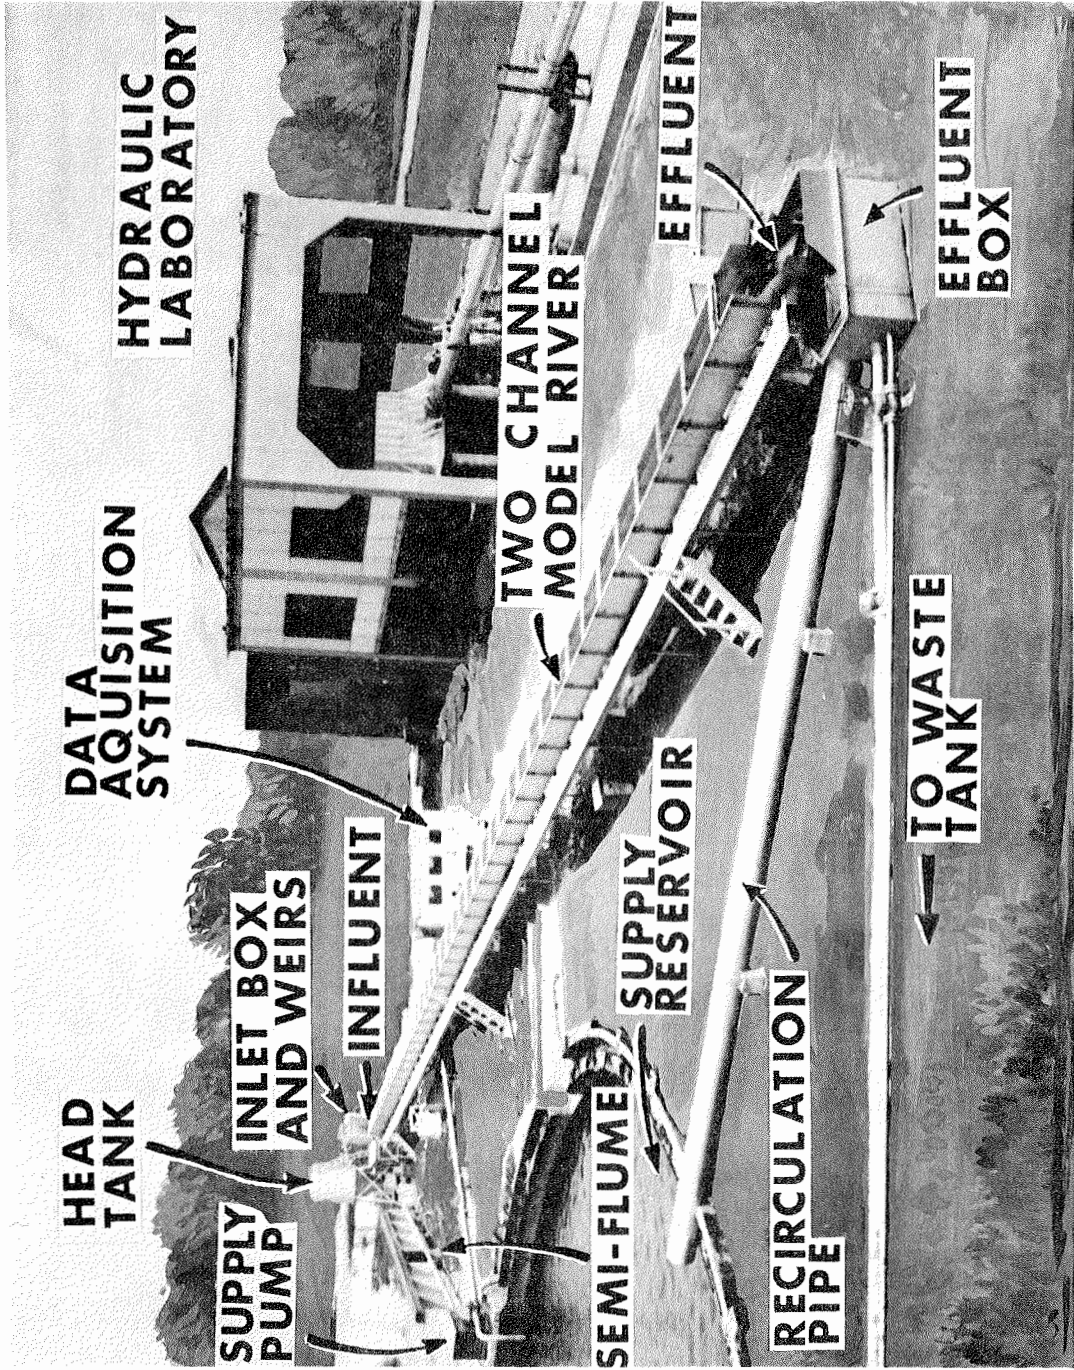 HEAD
TANK
SUPPLY
PUMP
INLET BOX
AND WEIRS
INFLUENT
DATA
AQUISITION
SYSTEM
HYDRAULIC
LABORATORY
TWO CHANNEL
MODEL RIVER
EFFLUENT
EFFLUENT
BOX
SEMI-FLUME
SUPPLY
RESERVOIR
RECIRCULATION
PIPE
TO WASTE
TANK